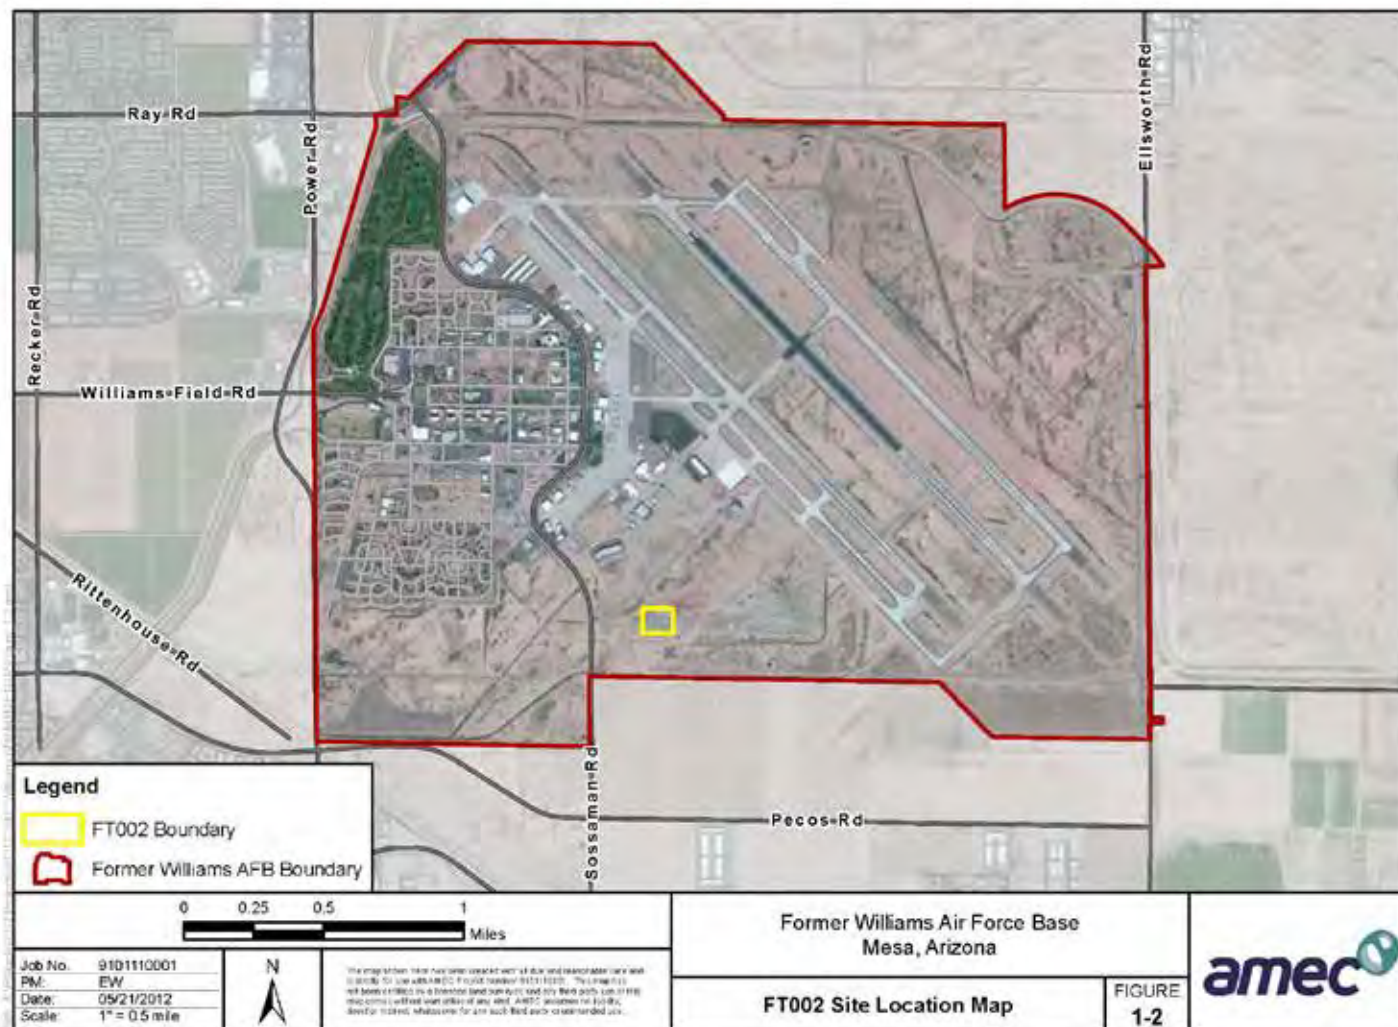 Ray Rd
Power Rd
Ellsworth Rd
Recker Rd
Williams Field Rd
Rittenhouse Rd
Sossaman Rd
Pecos Rd
Legend
FT002 Boundary
Former Williams AFB Boundary
0 0.25 0.5 1
Miles
Job No. 9101110001
PM: EW
Date: 05/21/2012
Scale: 1" = 0.5 mile
N
Former Williams Air Force Base
Mesa, Arizona
FT002 Site Location Map
FIGURE
1-2
amec